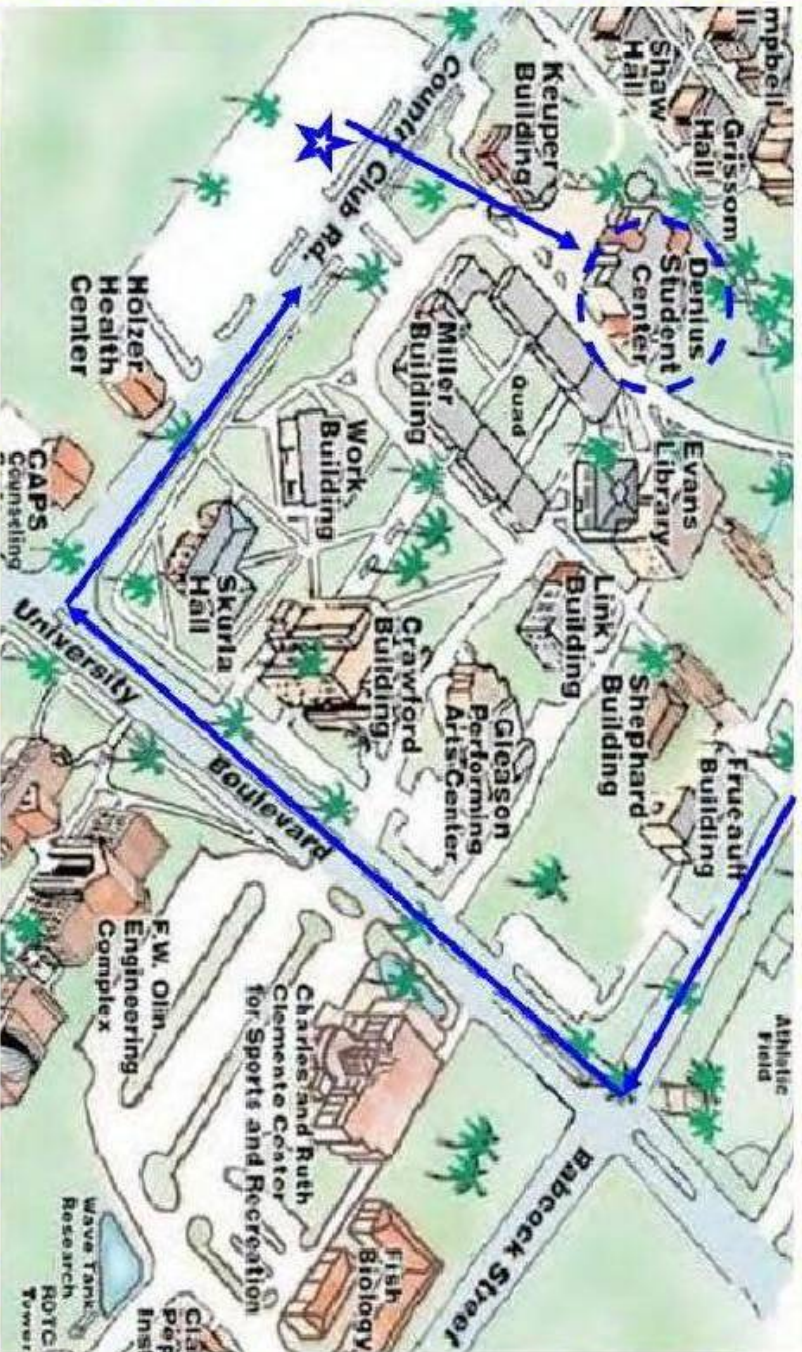 Shaw
Hall
Grissom
Hall
Keuper
Building
Country Club Rd.
Denius
Student
Center
Holzer
Health
Center
Miller
Building
Quad
Evans
Library
Work
Building
CAPS
Counseling
Skurla
Hall
Link
Building
Crawford
Building
Shephard
Building
Gleason
Performing
Arts Center
Frueauff
Building
University Boulevard
F.W. Olin
Engineering
Complex
Charles and Ruth
Clemente Center
for Sports and Recreation
Athletic
Field
Babcock Street
Fish
Biology
Wave Tank
Research
ROTC
Tower